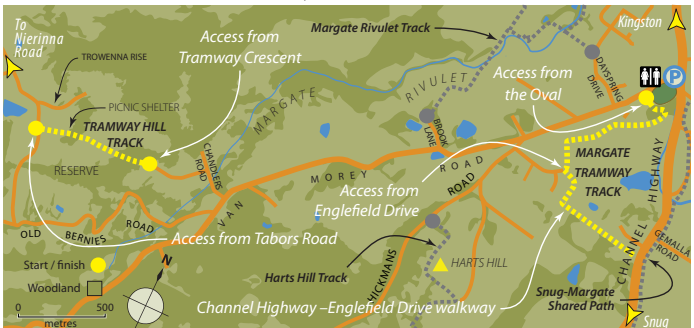 To
Nierinna
Road
TROWENNA RISE
Access from
Tramway Crescent
Margate Rivulet Track
Kingston
PICNIC SHELTER
TRAMWAY HILL
TRACK
RESERVE
MARGATE
RIVULET
Access from
the Oval
DAYSPRING
DRIVE
P
BROOK
LANE
CHANDLERS
ROAD
VAN MOREY ROAD
Access from
Englefield Drive
MARGATE
TRAMWAY
TRACK
CHANNEL HIGHWAY
OLD BERNIES ROAD
Access from Tabors Road
HICKMANS ROAD
Start / finish
Woodland
N
Harts Hill Track
HARTS HILL
GEMALLA
ROAD
0 500
metres
Channel Highway –Englefield Drive walkway
Snug-Margate
Shared Path
Snug